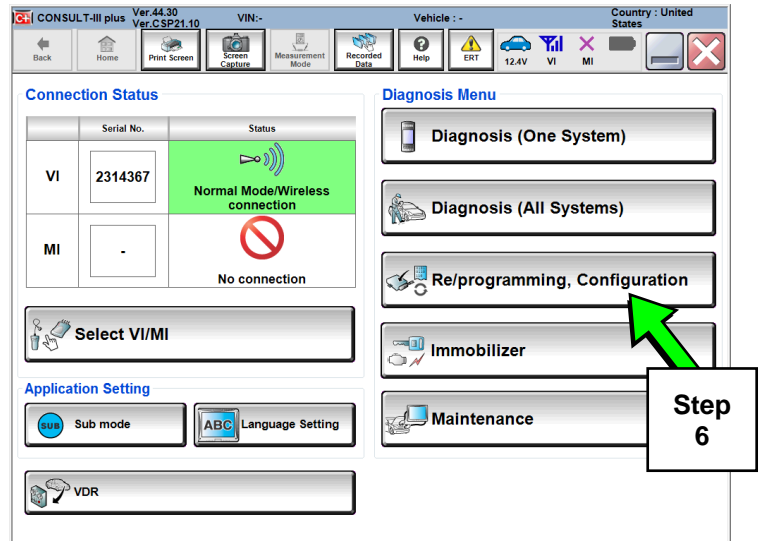 CONSULT-III plus Ver.44.30 Ver.CSP21.10 VIN:- Vehicle : - Country : United States
Back
Home
Print Screen
Screen Capture
Measurement Mode
Recorded Data
Help
ERT
12.4V
VI
MI
Connection Status
Serial No. Status
VI 2314367 Normal Mode/Wireless
connection
MI - No connection
Select VI/MI
Application Setting
SUB Sub mode
ABC Language Setting
VDR
Diagnosis Menu
Diagnosis (One System)
Diagnosis (All Systems)
Re/programming, Configuration
Immobilizer
Maintenance
Step
6